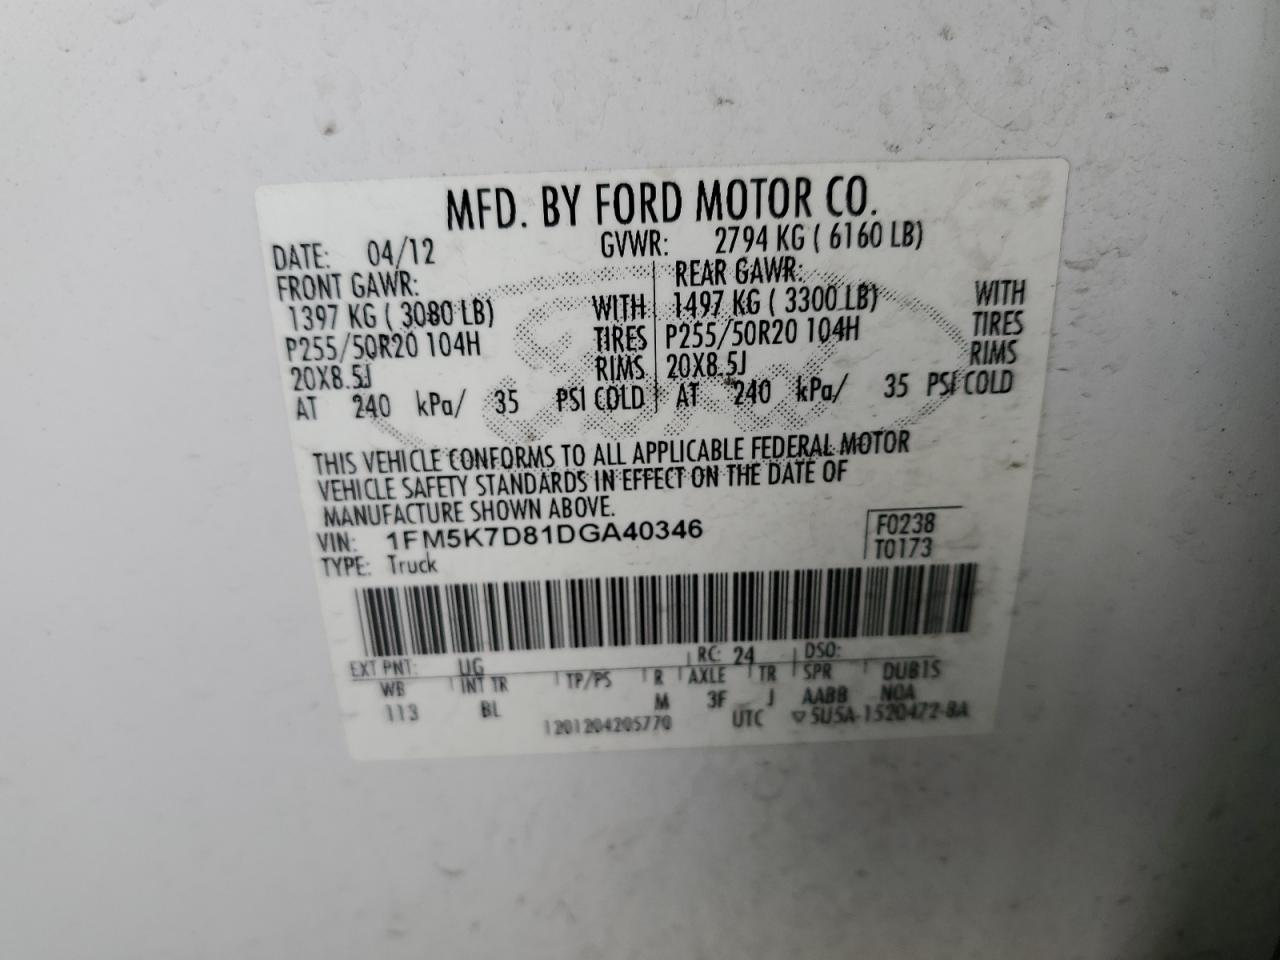 MFD. BY FORD MOTOR CO.
DATE: 04/12 GVWR: 2794 KG ( 6160 LB)
FRONT GAWR: REAR GAWR:
1397 KG ( 3080 LB) WITH 1497 KG ( 3300 LB) WITH
P255/50R20 104H TIRES P255/50R20 104H TIRES
20X8.5J RIMS 20X8.5J RIMS
AT 240 kPa/ 35 PSI COLD AT 240 kPa/ 35 PSI COLD
THIS VEHICLE CONFORMS TO ALL APPLICABLE FEDERAL MOTOR
VEHICLE SAFETY STANDARDS IN EFFECT ON THE DATE OF
MANUFACTURE SHOWN ABOVE.
VIN: 1FM5K7D81DGA40346 F0238
TYPE: Truck T0173
EXT PNT: UG RC: 24 DSO:
WB INT TR TP/PS R AXLE TR SPR DUBIS
113 BL M 3F J AABB NOA
1201204205770 UTC ▽5U5A-1520472-BA